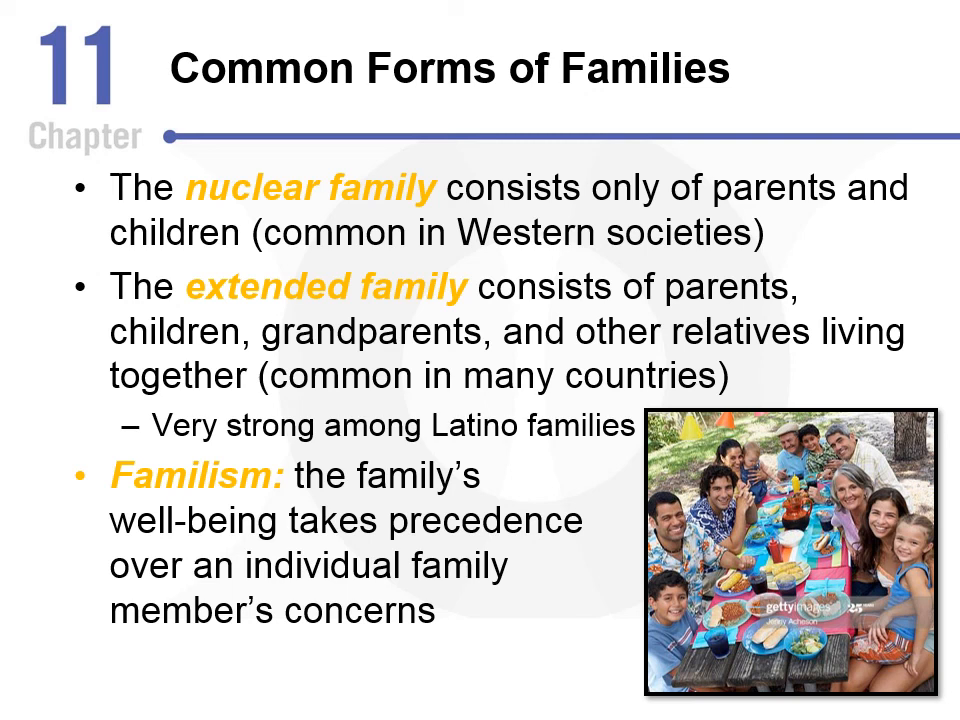 11
Chapter
Common Forms of Families
• The nuclear family consists only of parents and
children (common in Western societies)
• The extended family consists of parents,
children, grandparents, and other relatives living
together (common in many countries)
– Very strong among Latino families
• Familism: the family’s
well-being takes precedence
over an individual family
member’s concerns
gettyimages
Jenny Acheson